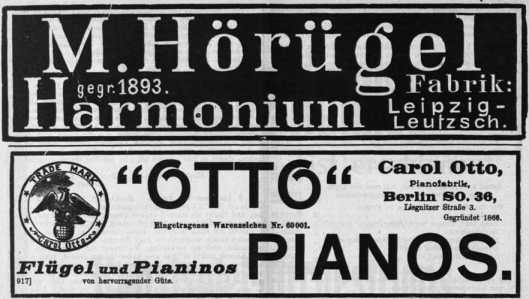 M. Hörügel
gegr. 1893.
Harmonium
Fabrik:
Leipzig-
Leutzsch.
TRADE MARK
Carol Otto
"OTTO"
Carol Otto,
Pianofabrik,
Berlin SO. 36,
Liegnitzer Straße 3.
Gegründet 1866.
Eingetragenes Warenzeichen Nr. 60001.
PIANOS.
Flügel und Pianinos
917] von hervorragender Güte.